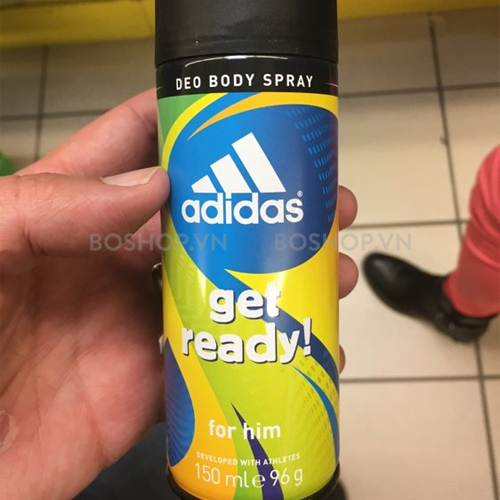 DEO BODY SPRAY
adidas®
BOSHOP.VN BOSHOP.VN
get
ready!
for him
DEVELOPED WITH ATHLETES
150 ml e 96 g